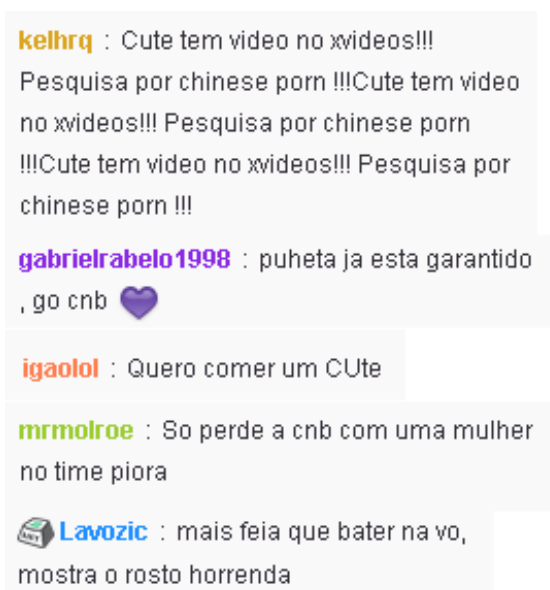 kelhrq : Cute tem video no xvideos!!!
Pesquisa por chinese porn !!!Cute tem video
no xvideos!!! Pesquisa por chinese porn
!!!Cute tem video no xvideos!!! Pesquisa por
chinese porn !!!
gabrielrabelo1998 : puheta ja esta garantido
, go cnb 💜
igaolol : Quero comer um CUte
mrmolroe : So perde a cnb com uma mulher
no time piora
Lavozic : mais feia que bater na vo,
mostra o rosto horrenda